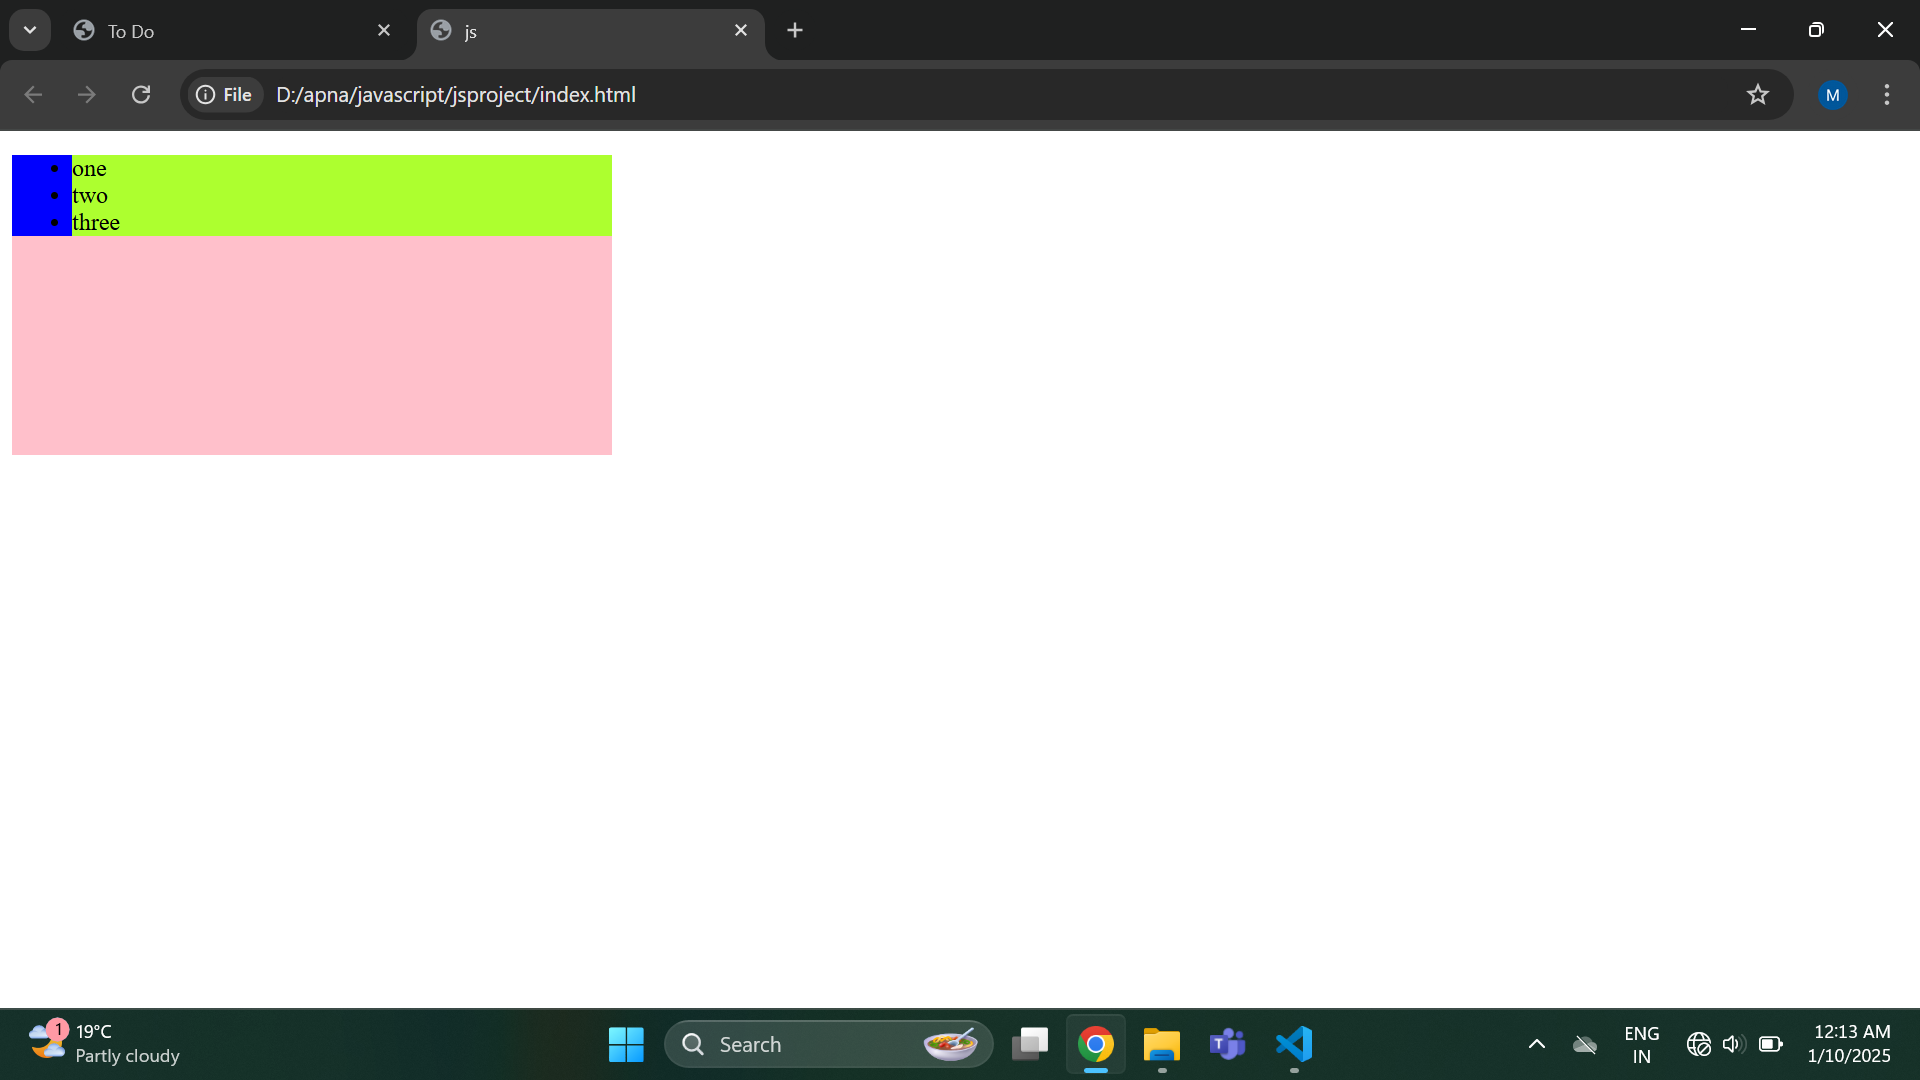 To Do
js
File D:/apna/javascript/jsproject/index.html
M
one
two
three
1
19°C
Partly cloudy
Search
T
ENG
IN
12:13 AM
1/10/2025